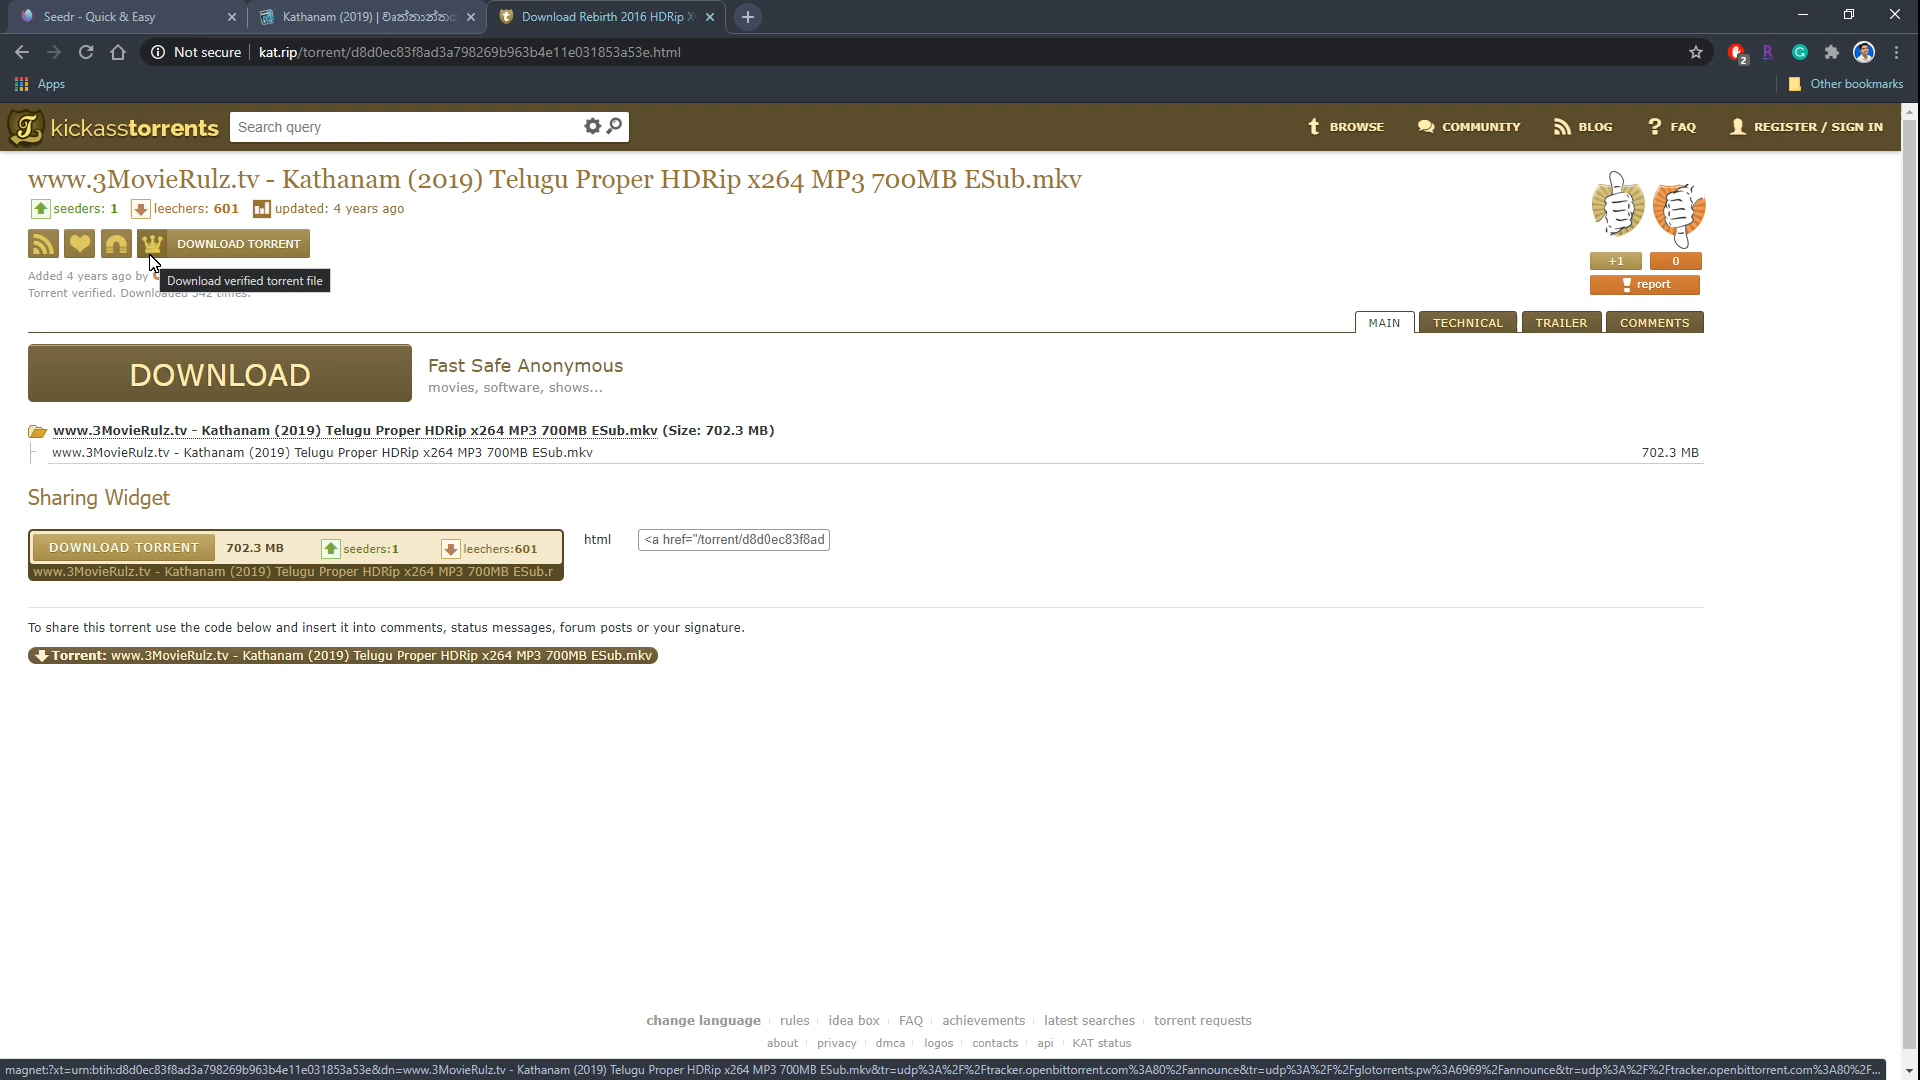 Seedr - Quick & Easy
Kathanam (2019) |
Download Rebirth 2016 HDRip
Not secure | kat.rip/torrent/d8d0ec83f8ad3a798269b963b4e11e031853a53e.html
2
Apps
Other bookmarks
kickasstorrents
Search query
BROWSE COMMUNITY BLOG FAQ REGISTER / SIGN IN
www.3MovieRulz.tv - Kathanam (2019) Telugu Proper HDRip x264 MP3 700MB ESub.mkv
seeders: 1 leechers: 601 updated: 4 years ago
DOWNLOAD TORRENT
Added 4 years ago by
Download verified torrent file
Torrent verified. Downloaded 542 times.
+1 0
report
MAIN TECHNICAL TRAILER COMMENTS
DOWNLOAD
Fast Safe Anonymous
movies, software, shows...
www.3MovieRulz.tv - Kathanam (2019) Telugu Proper HDRip x264 MP3 700MB ESub.mkv (Size: 702.3 MB)
www.3MovieRulz.tv - Kathanam (2019) Telugu Proper HDRip x264 MP3 700MB ESub.mkv 702.3 MB
Sharing Widget
DOWNLOAD TORRENT 702.3 MB seeders:1 leechers:601
www.3MovieRulz.tv - Kathanam (2019) Telugu Proper HDRip x264 MP3 700MB ESub.r
html <a href="/torrent/d8d0ec83f8ad
To share this torrent use the code below and insert it into comments, status messages, forum posts or your signature.
Torrent: www.3MovieRulz.tv - Kathanam (2019) Telugu Proper HDRip x264 MP3 700MB ESub.mkv
change language rules idea box FAQ achievements latest searches torrent requests
about privacy dmca logos contacts api KAT status
magnet:?xt=urn:btih:d8d0ec83f8ad3a798269b963b4e11e031853a53e&dn=www.3MovieRulz.tv - Kathanam (2019) Telugu Proper HDRip x264 MP3 700MB ESub.mkv&tr=udp%3A%2F%2Ftracker.openbittorrent.com%3A80%2Fannounce&tr=udp%3A%2F%2Fglotorrents.pw%3A6969%2Fannounce&tr=udp%3A%2F%2Ftracker.openbittorrent.com%3A80%2F...